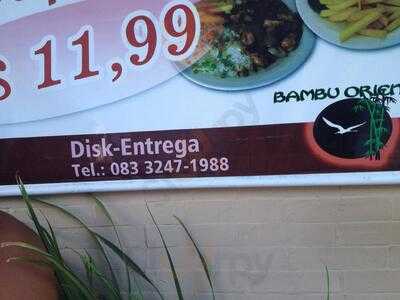 11,99
BAMBU ORIEN
Disk-Entrega
Tel.: 083 3247-1988